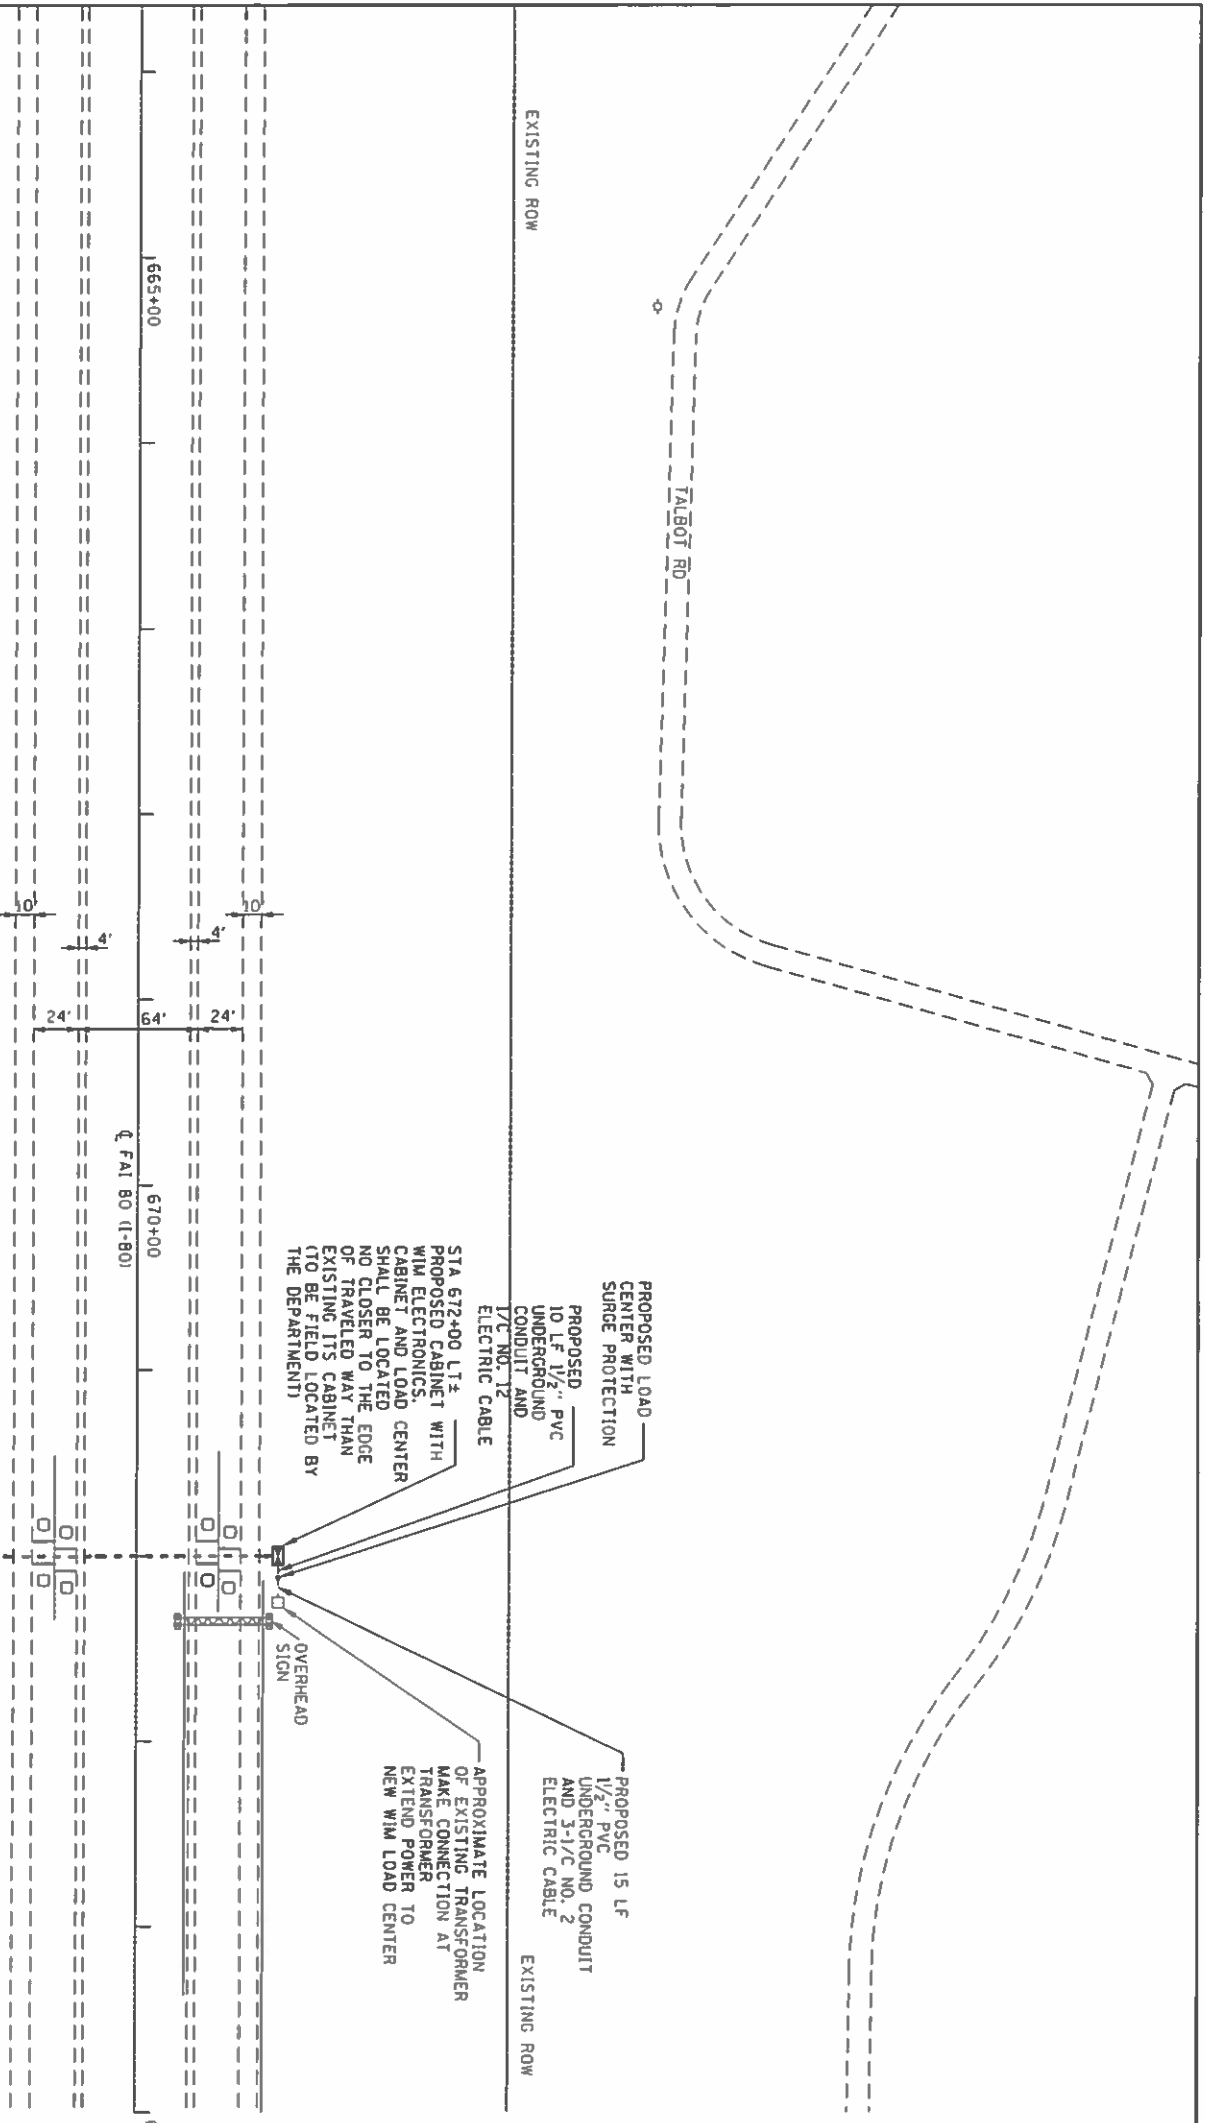 EXISTING ROW
TALBOT RD
665+00
10'
10'
4'
4'
24'
64'
24'
670+00
℄ FAI 80 (I-80)
PROPOSED LOAD
CENTER WITH
SURGE PROTECTION
PROPOSED
10 LF 1½" PVC
UNDERGROUND
CONDUIT AND
1/C NO. 12
ELECTRIC CABLE
STA 672+00 LT±
PROPOSED CABINET WITH
WIM ELECTRONICS.
CABINET AND LOAD CENTER
SHALL BE LOCATED
NO CLOSER TO THE EDGE
OF TRAVELED WAY THAN
EXISTING ITS CABINET
(TO BE FIELD LOCATED BY
THE DEPARTMENT)
OVERHEAD
SIGN
PROPOSED 15 LF
1½" PVC
UNDERGROUND CONDUIT
AND 3-1/C NO. 2
ELECTRIC CABLE
APPROXIMATE LOCATION
OF EXISTING TRANSFORMER
MAKE CONNECTION AT
TRANSFORMER
EXTEND POWER TO
NEW WIM LOAD CENTER
EXISTING ROW